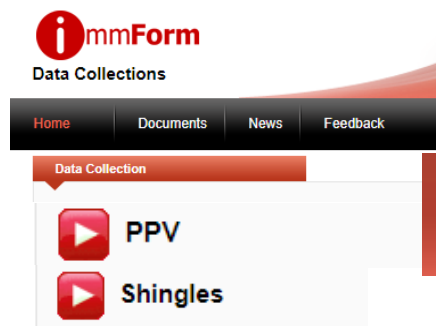 immForm
Data Collections
Home Documents News Feedback
Data Collection
PPV
Shingles